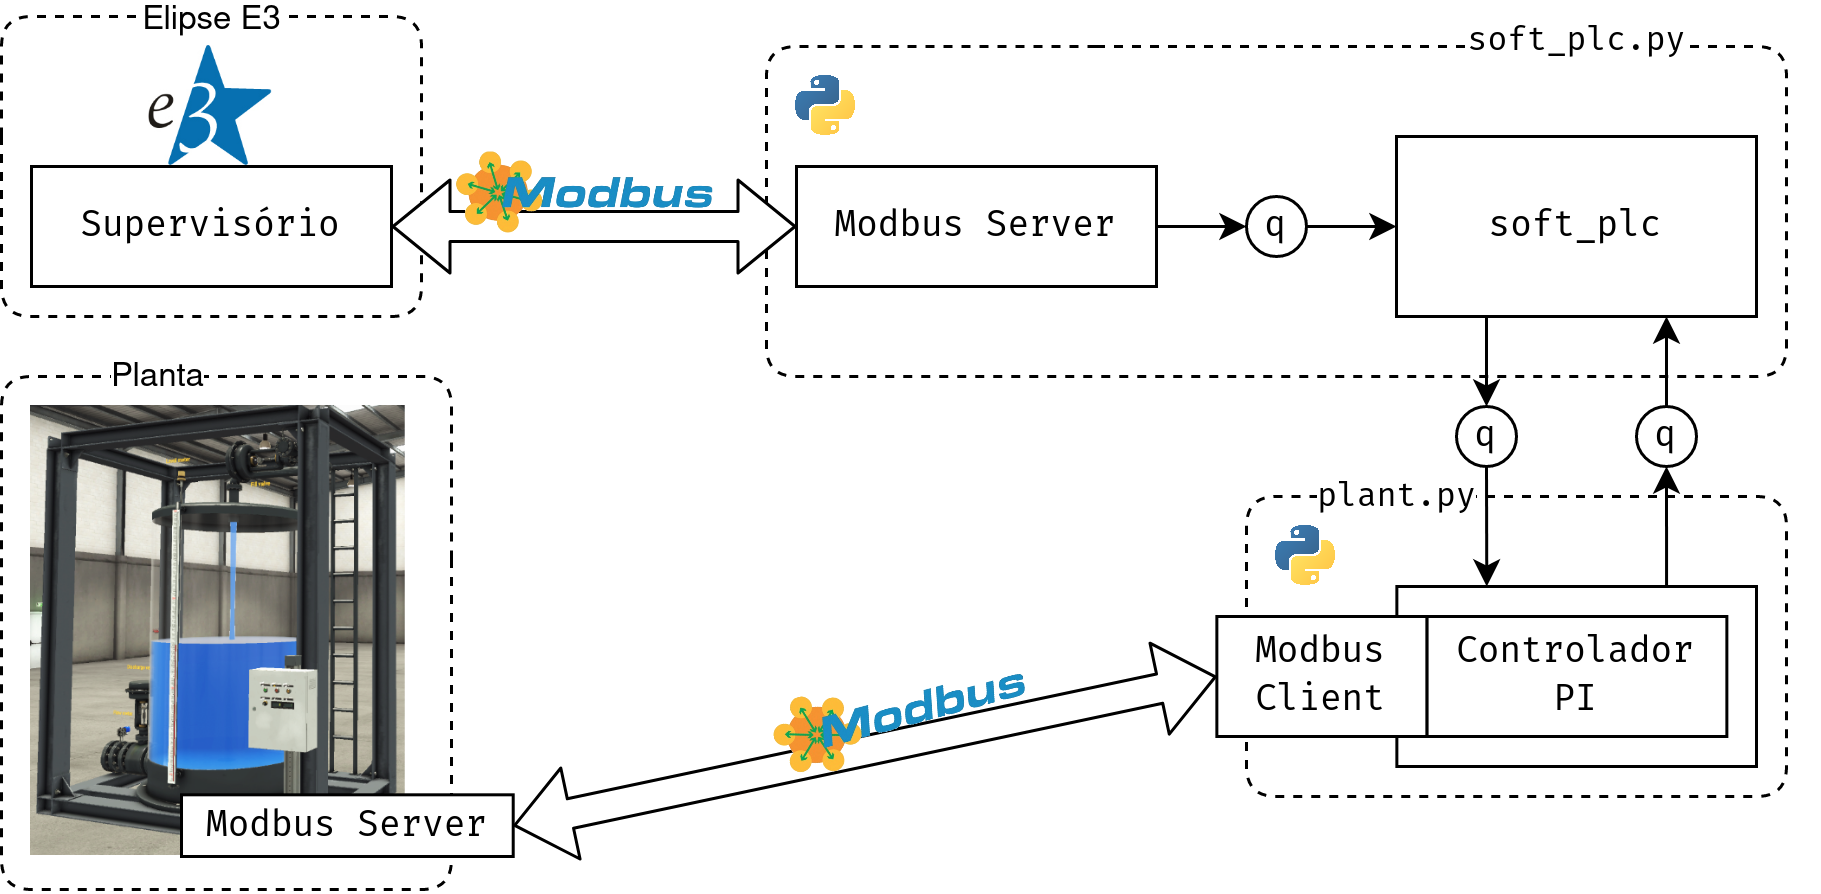 Elipse E3
e3
Supervisório
Modbus
soft_plc.py
Modbus Server
q
soft_plc
q
q
plant.py
Modbus
Client
Controlador
PI
Modbus
Planta
Modbus Server